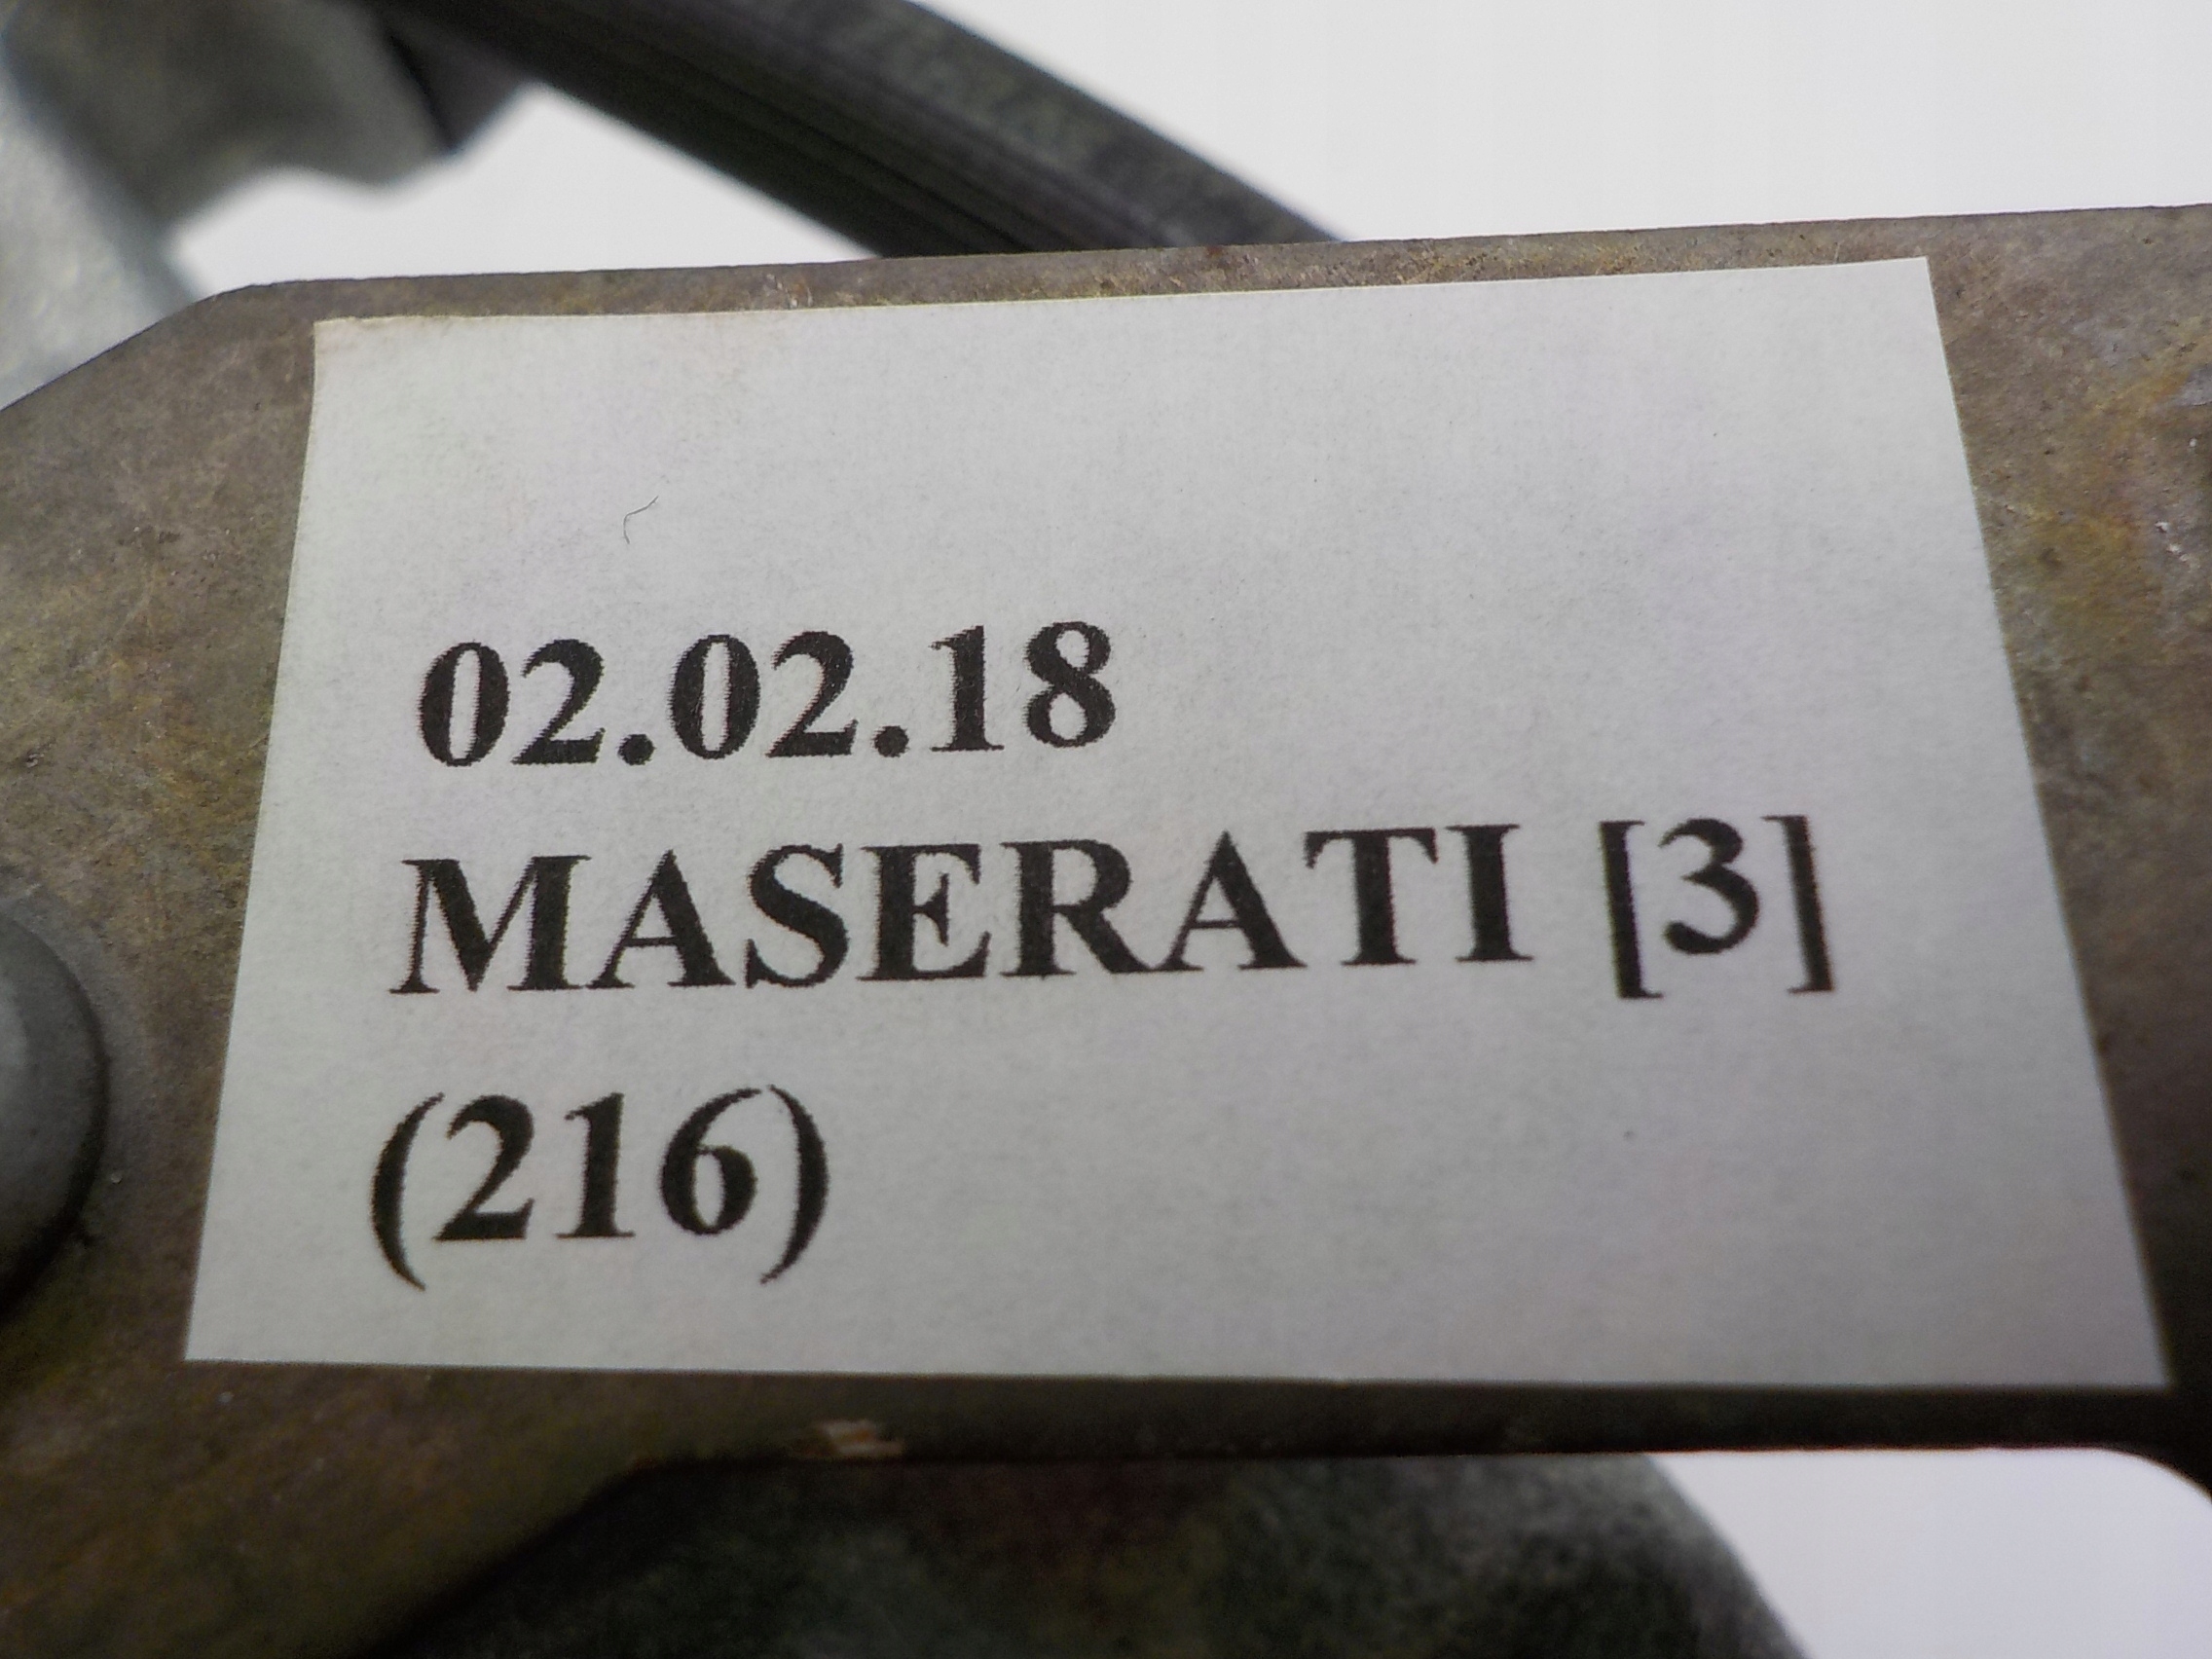 02.02.18
MASERATI [3]
(216)